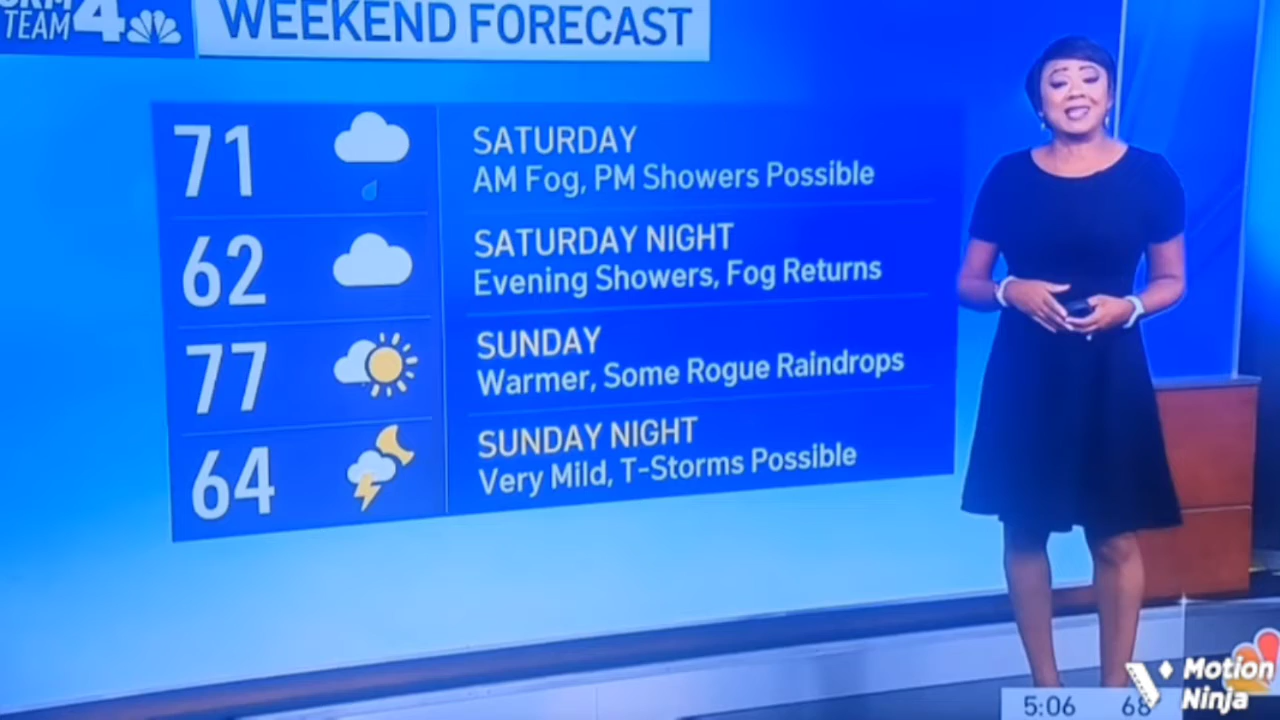 TEAM 4
WEEKEND FORECAST
71
SATURDAY
AM Fog, PM Showers Possible
62
SATURDAY NIGHT
Evening Showers, Fog Returns
77
SUNDAY
Warmer, Some Rogue Raindrops
64
SUNDAY NIGHT
Very Mild, T-Storms Possible
5:06 68
Motion
Ninja